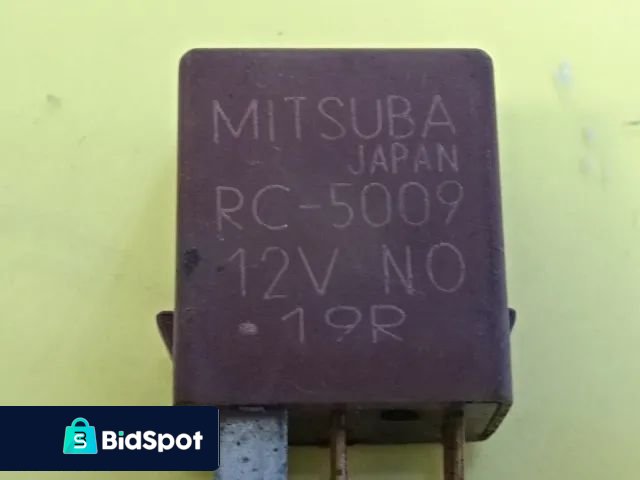 MITSUBA
JAPAN
RC-5009
12V NO
·19R
BidSpot